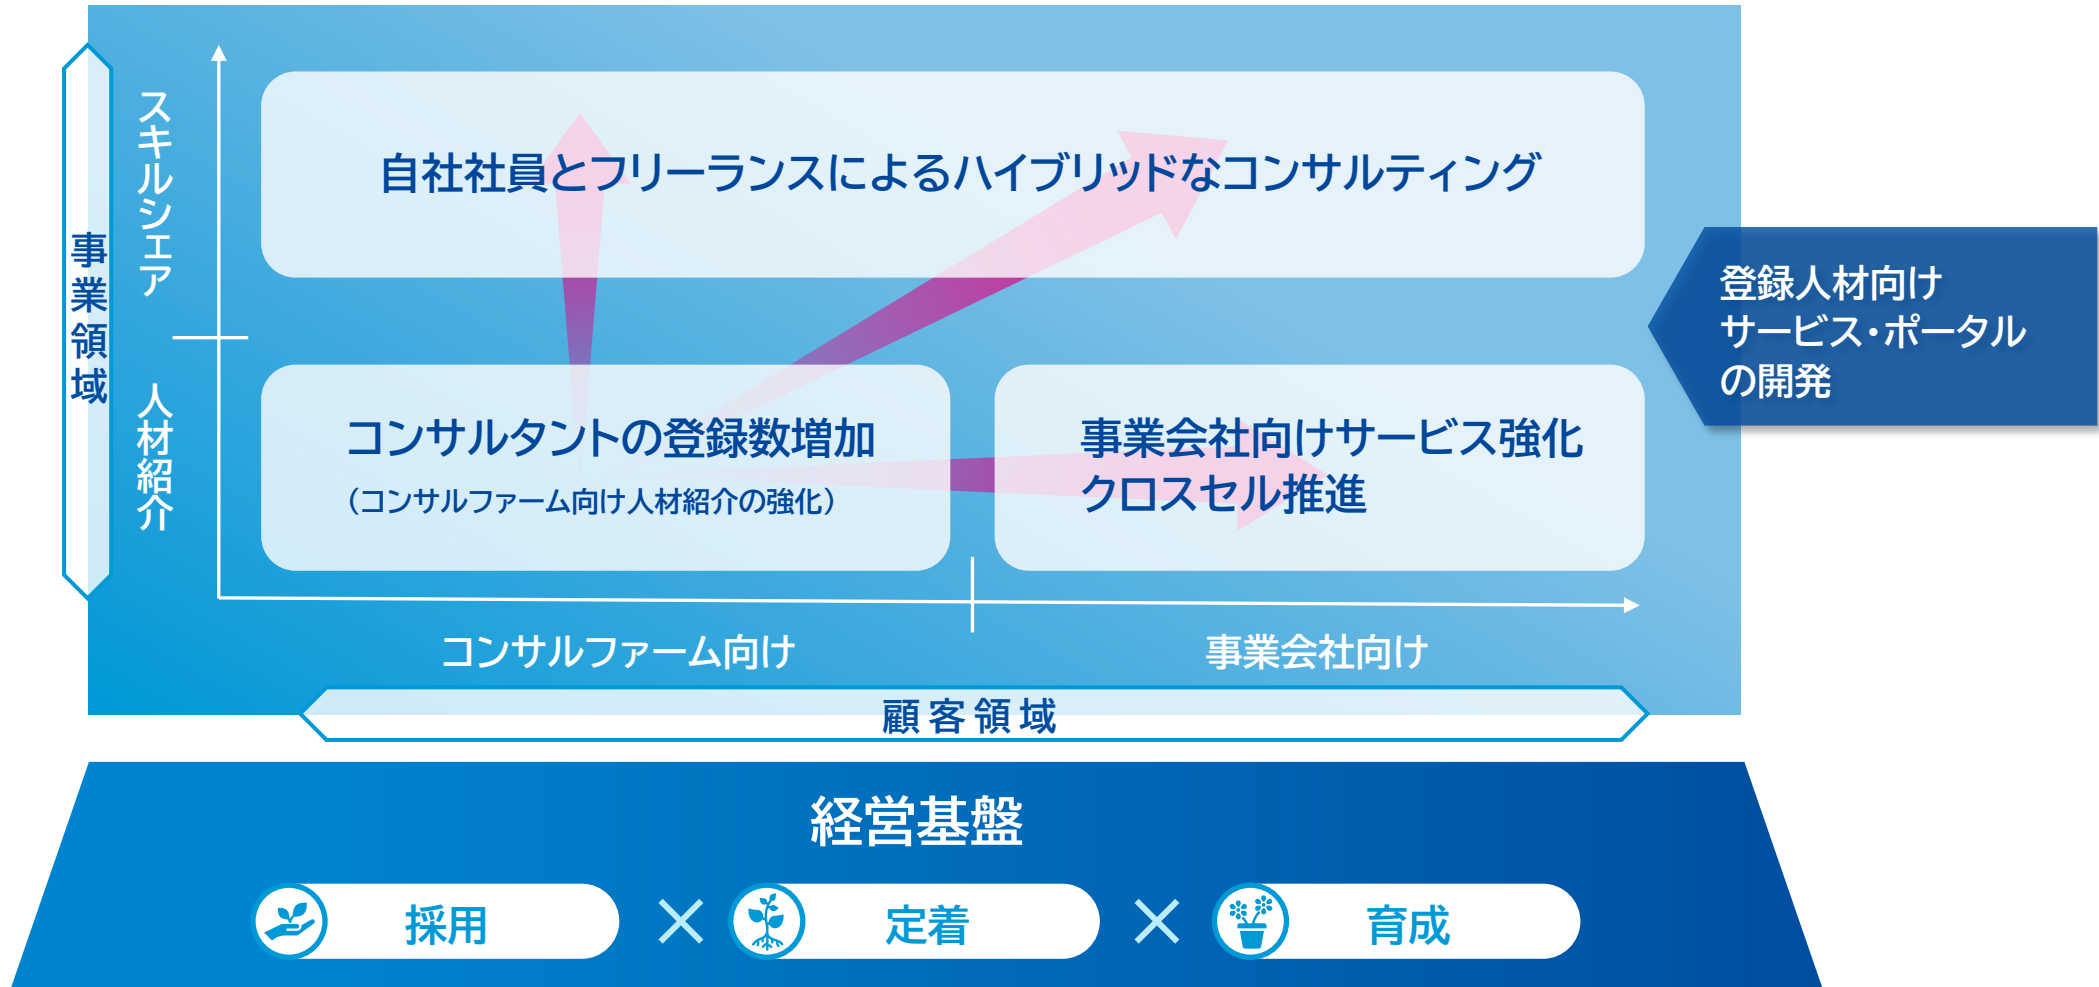 事業領域
スキルシェア
人材紹介
自社社員とフリーランスによるハイブリッドなコンサルティング
コンサルタントの登録数増加
（コンサルファーム向け人材紹介の強化）
事業会社向けサービス強化
クロスセル推進
登録人材向け
サービス・ポータル
の開発
コンサルファーム向け
事業会社向け
顧客領域
経営基盤
採用
×
定着
×
育成